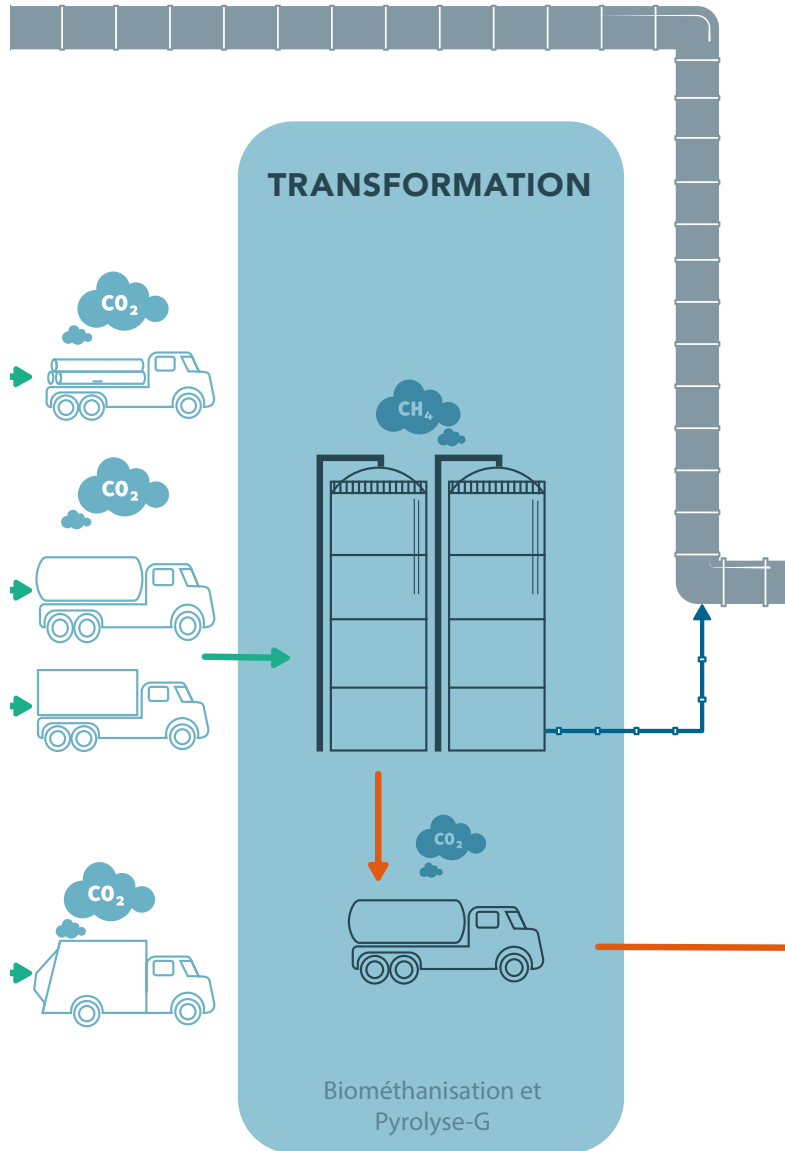 TRANSFORMATION
CO₂
CH₄
CO₂
CO₂
CO₂
Biométhanisation et
Pyrolyse-G